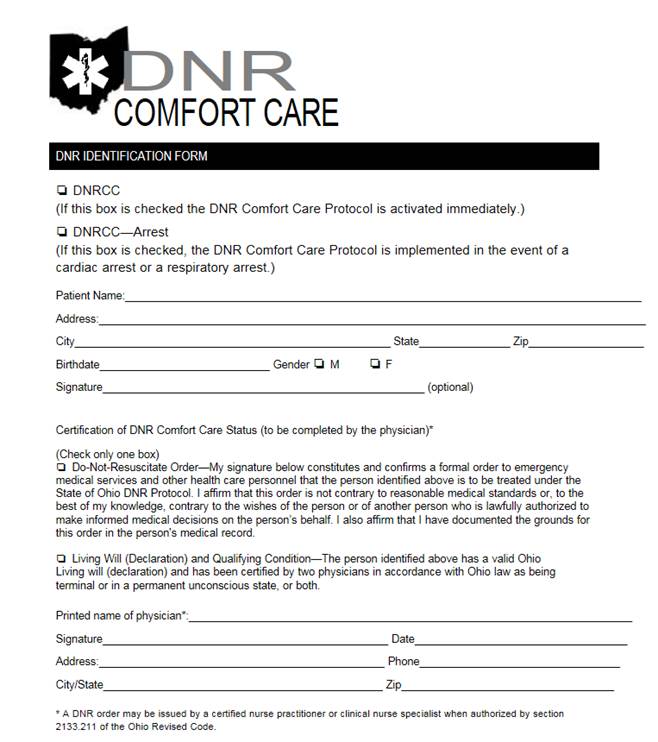 DNR
COMFORT CARE
DNR IDENTIFICATION FORM
❏ DNRCC
(If this box is checked the DNR Comfort Care Protocol is activated immediately.)
❏ DNRCC—Arrest
(If this box is checked, the DNR Comfort Care Protocol is implemented in the event of a
cardiac arrest or a respiratory arrest.)
Patient Name:
Address:
City State Zip
Birthdate Gender ❏ M ❏ F
Signature (optional)
Certification of DNR Comfort Care Status (to be completed by the physician)*
(Check only one box)
❏ Do-Not-Resuscitate Order—My signature below constitutes and confirms a formal order to emergency
medical services and other health care personnel that the person identified above is to be treated under the
State of Ohio DNR Protocol. I affirm that this order is not contrary to reasonable medical standards or, to the
best of my knowledge, contrary to the wishes of the person or of another person who is lawfully authorized to
make informed medical decisions on the person's behalf. I also affirm that I have documented the grounds for
this order in the person's medical record.
❏ Living Will (Declaration) and Qualifying Condition—The person identified above has a valid Ohio
Living will (declaration) and has been certified by two physicians in accordance with Ohio law as being
terminal or in a permanent unconscious state, or both.
Printed name of physician*:
Signature Date
Address: Phone
City/State Zip
* A DNR order may be issued by a certified nurse practitioner or clinical nurse specialist when authorized by section
2133.211 of the Ohio Revised Code.